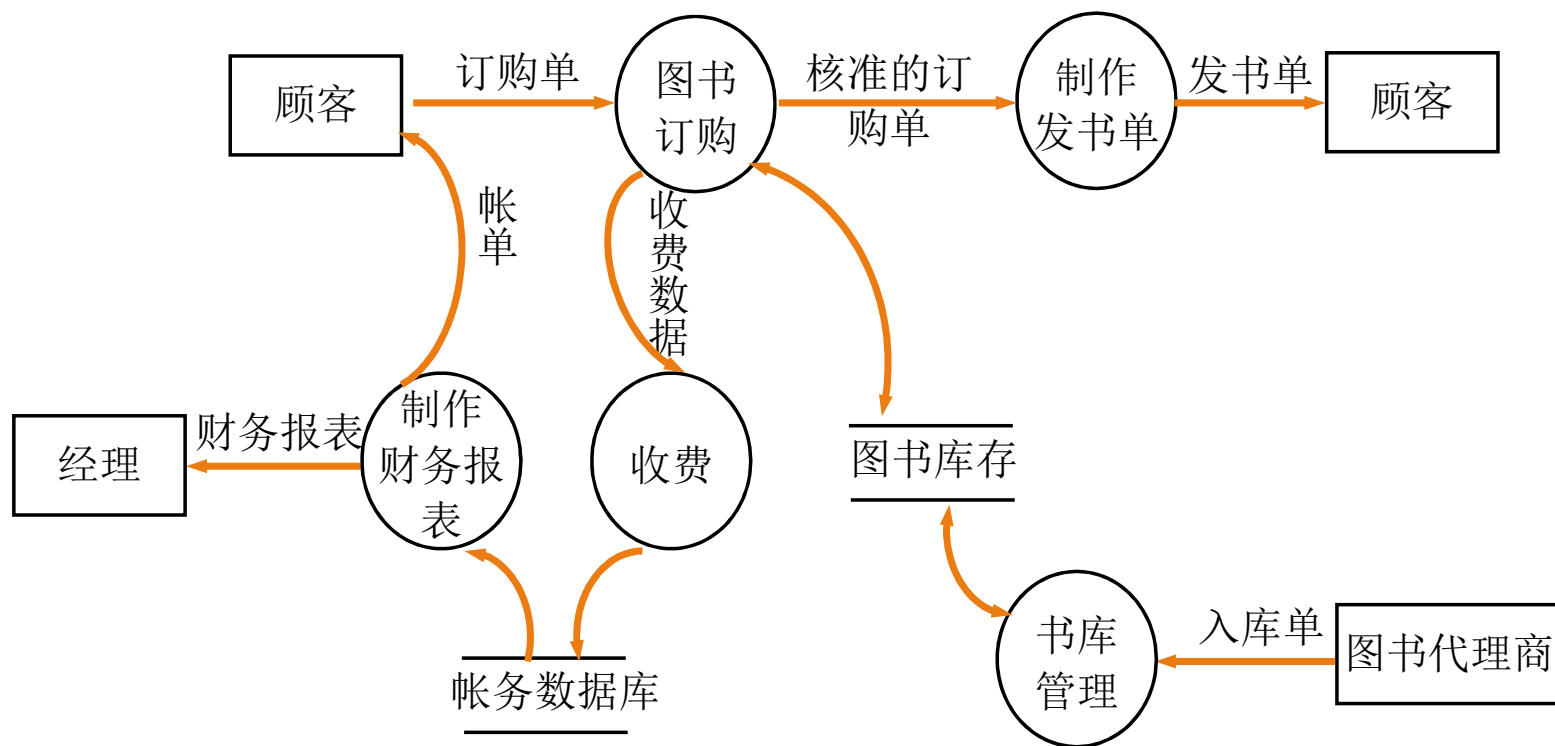 订购单
图书
订购
核准的订
购单
制作
发书单
发书单
顾客
顾客
帐单
收费数据
财务报表
经理
制作
财务报
表
收费
图书库存
书库
管理
入库单
图书代理商
帐务数据库